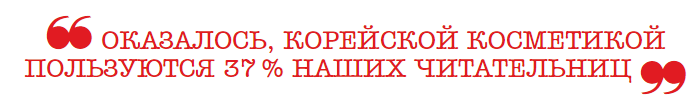 “ ОКАЗАЛОСЬ, КОРЕЙСКОЙ КОСМЕТИКОЙ
ПОЛЬЗУЮТСЯ 37 % НАШИХ ЧИТАТЕЛЬНИЦ ”